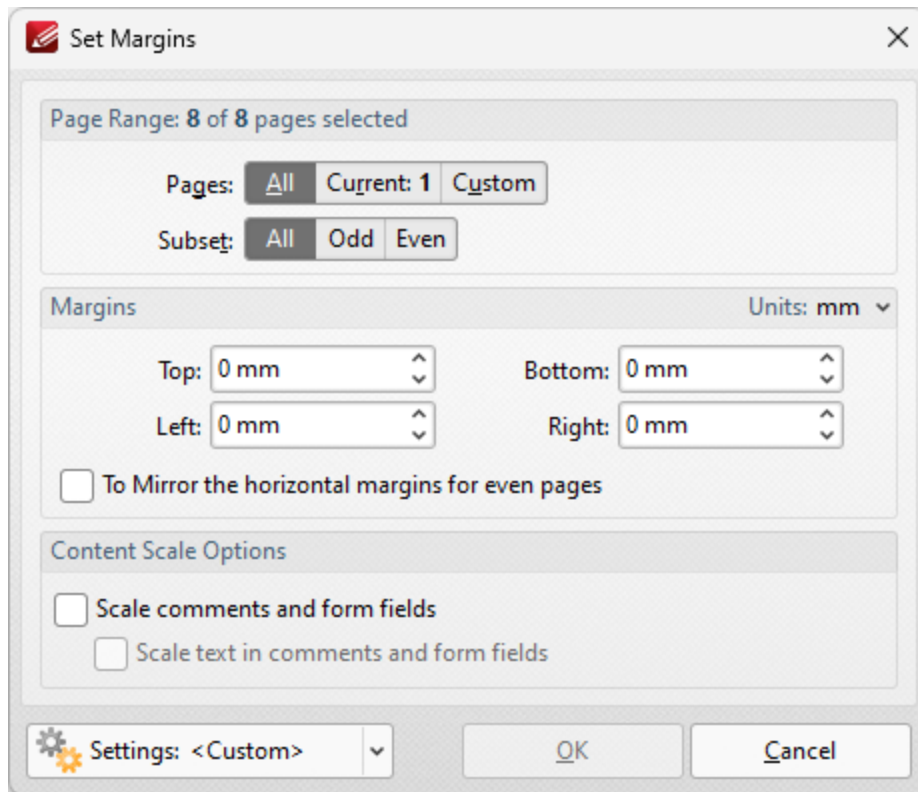 Set Margins
Page Range: 8 of 8 pages selected
Pages: All Current: 1 Custom
Subset: All Odd Even
Margins Units: mm
Top: 0 mm Bottom: 0 mm
Left: 0 mm Right: 0 mm
To Mirror the horizontal margins for even pages
Content Scale Options
Scale comments and form fields
Scale text in comments and form fields
Settings: <Custom> OK Cancel